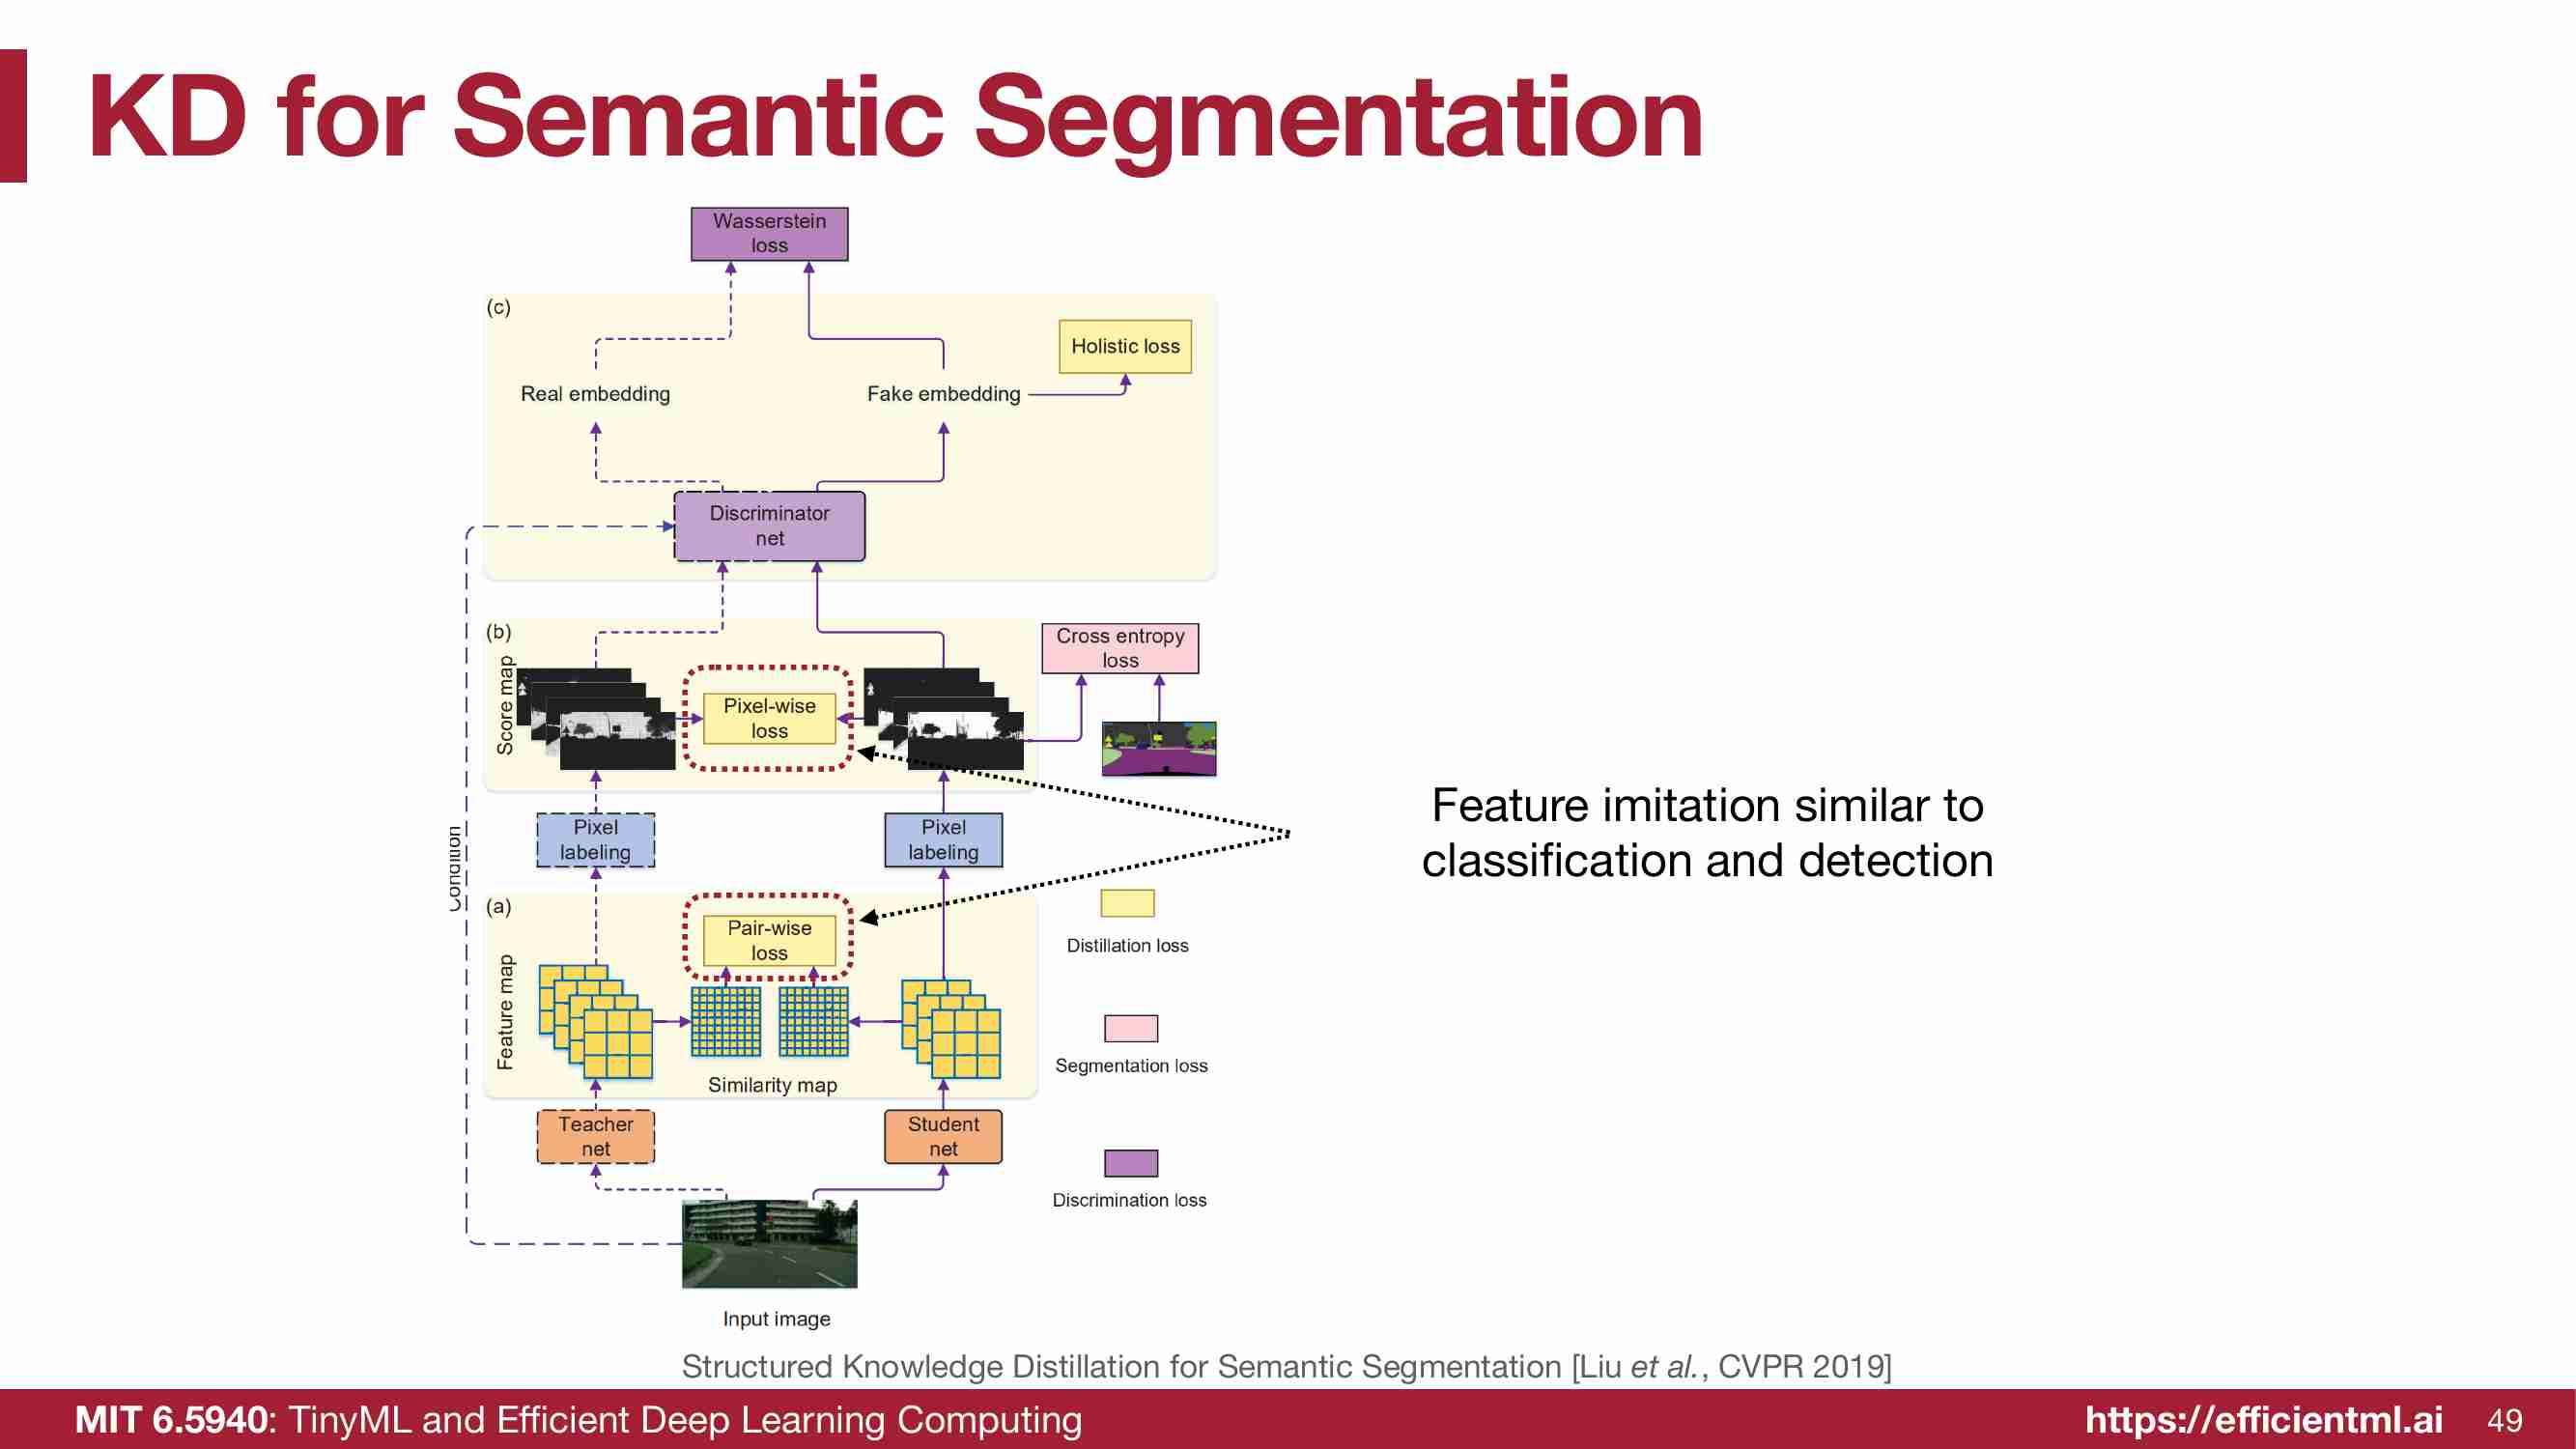 KD for Semantic Segmentation
Wasserstein
loss
(c)
Holistic loss
Real embedding
Fake embedding
Discriminator
net
(b)
Score map
Pixel-wise
loss
Cross entropy
loss
Pixel
labeling
Pixel
labeling
Condition
Feature imitation similar to
classification and detection
(a)
Feature map
Pair-wise
loss
Similarity map
Distillation loss
Segmentation loss
Teacher
net
Student
net
Discrimination loss
Input image
Structured Knowledge Distillation for Semantic Segmentation [Liu et al., CVPR 2019]
MIT 6.5940: TinyML and Efficient Deep Learning Computing
https://efficientml.ai
49